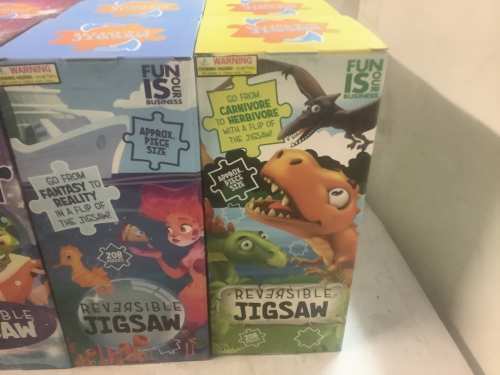 WARNING
FUN
IS
OUR
BUSINESS
APPROX.
PIECE
SIZE
GO FROM
FANTASY TO
REALITY
IN A FLIP OF
THE JIGSAW!
208
REVERSIBLE
JIGSAW
WARNING
FUN
IS
OUR
BUSINESS
GO FROM
CARNIVORE
TO HERBIVORE
WITH A FLIP OF
THE JIGSAW!
APPROX.
PIECE
SIZE
REVERSIBLE
JIGSAW
BLE
SAW